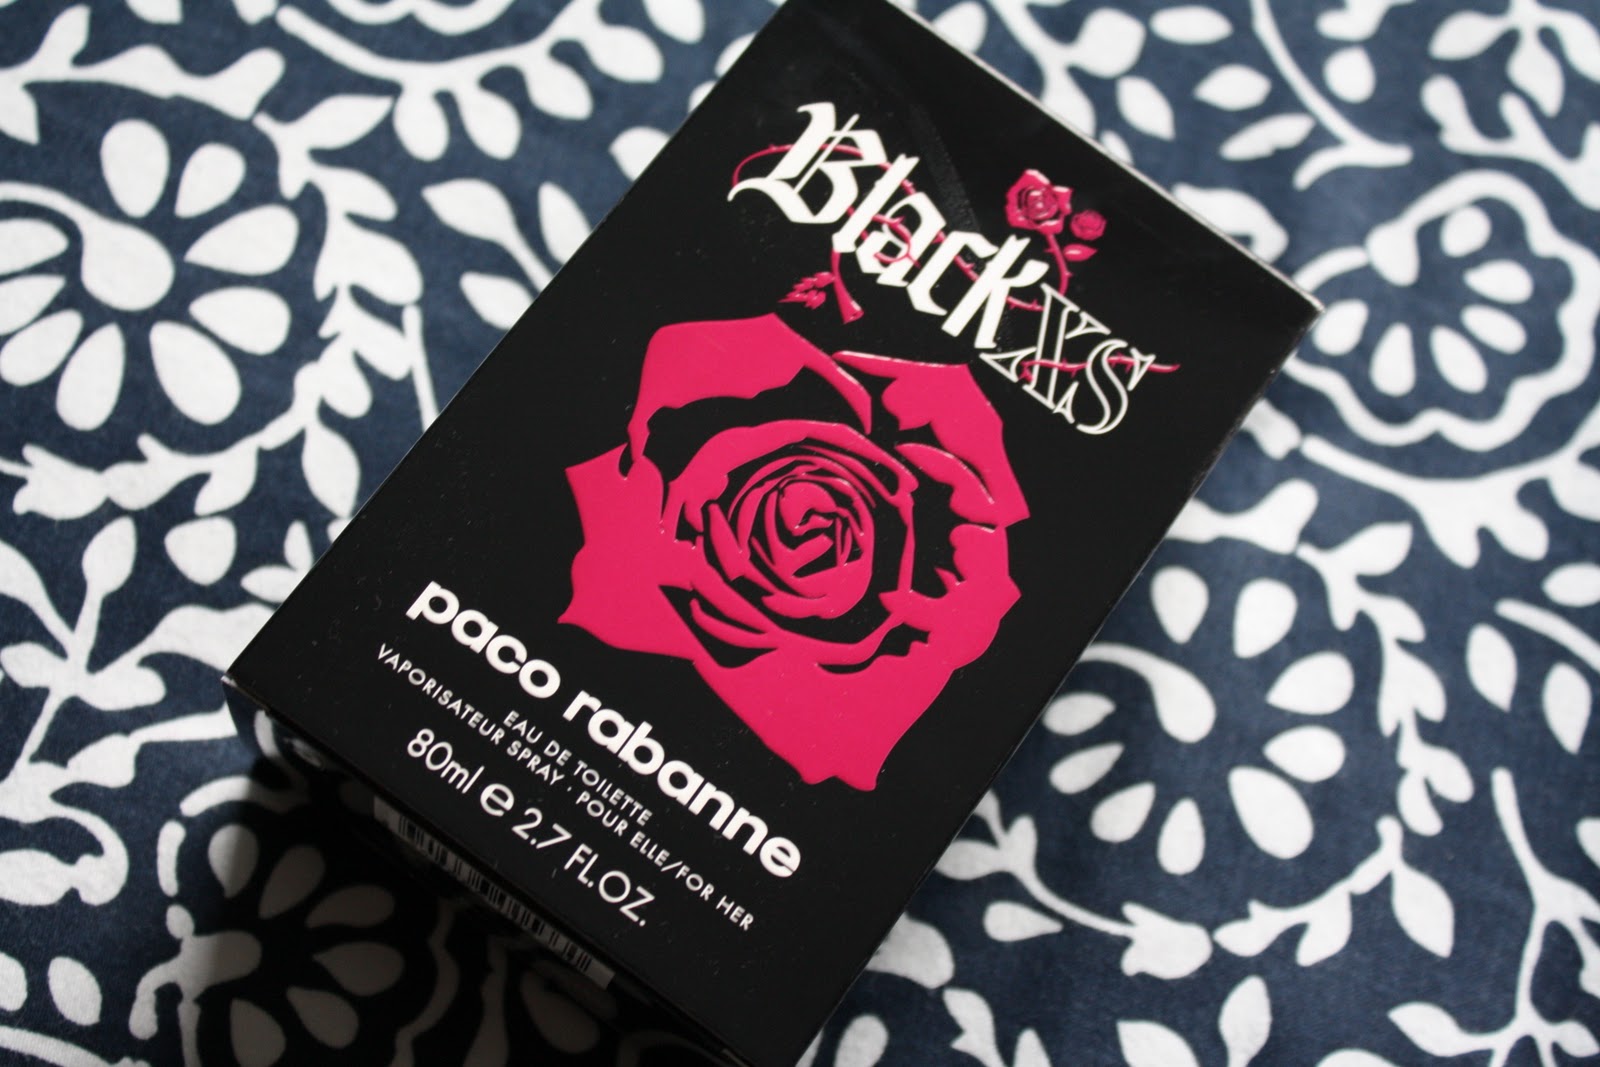 Black XS
paco rabanne
EAU DE TOILETTE
VAPORISATEUR SPRAY · POUR ELLE/FOR HER
80ml e 2.7 FL.OZ.